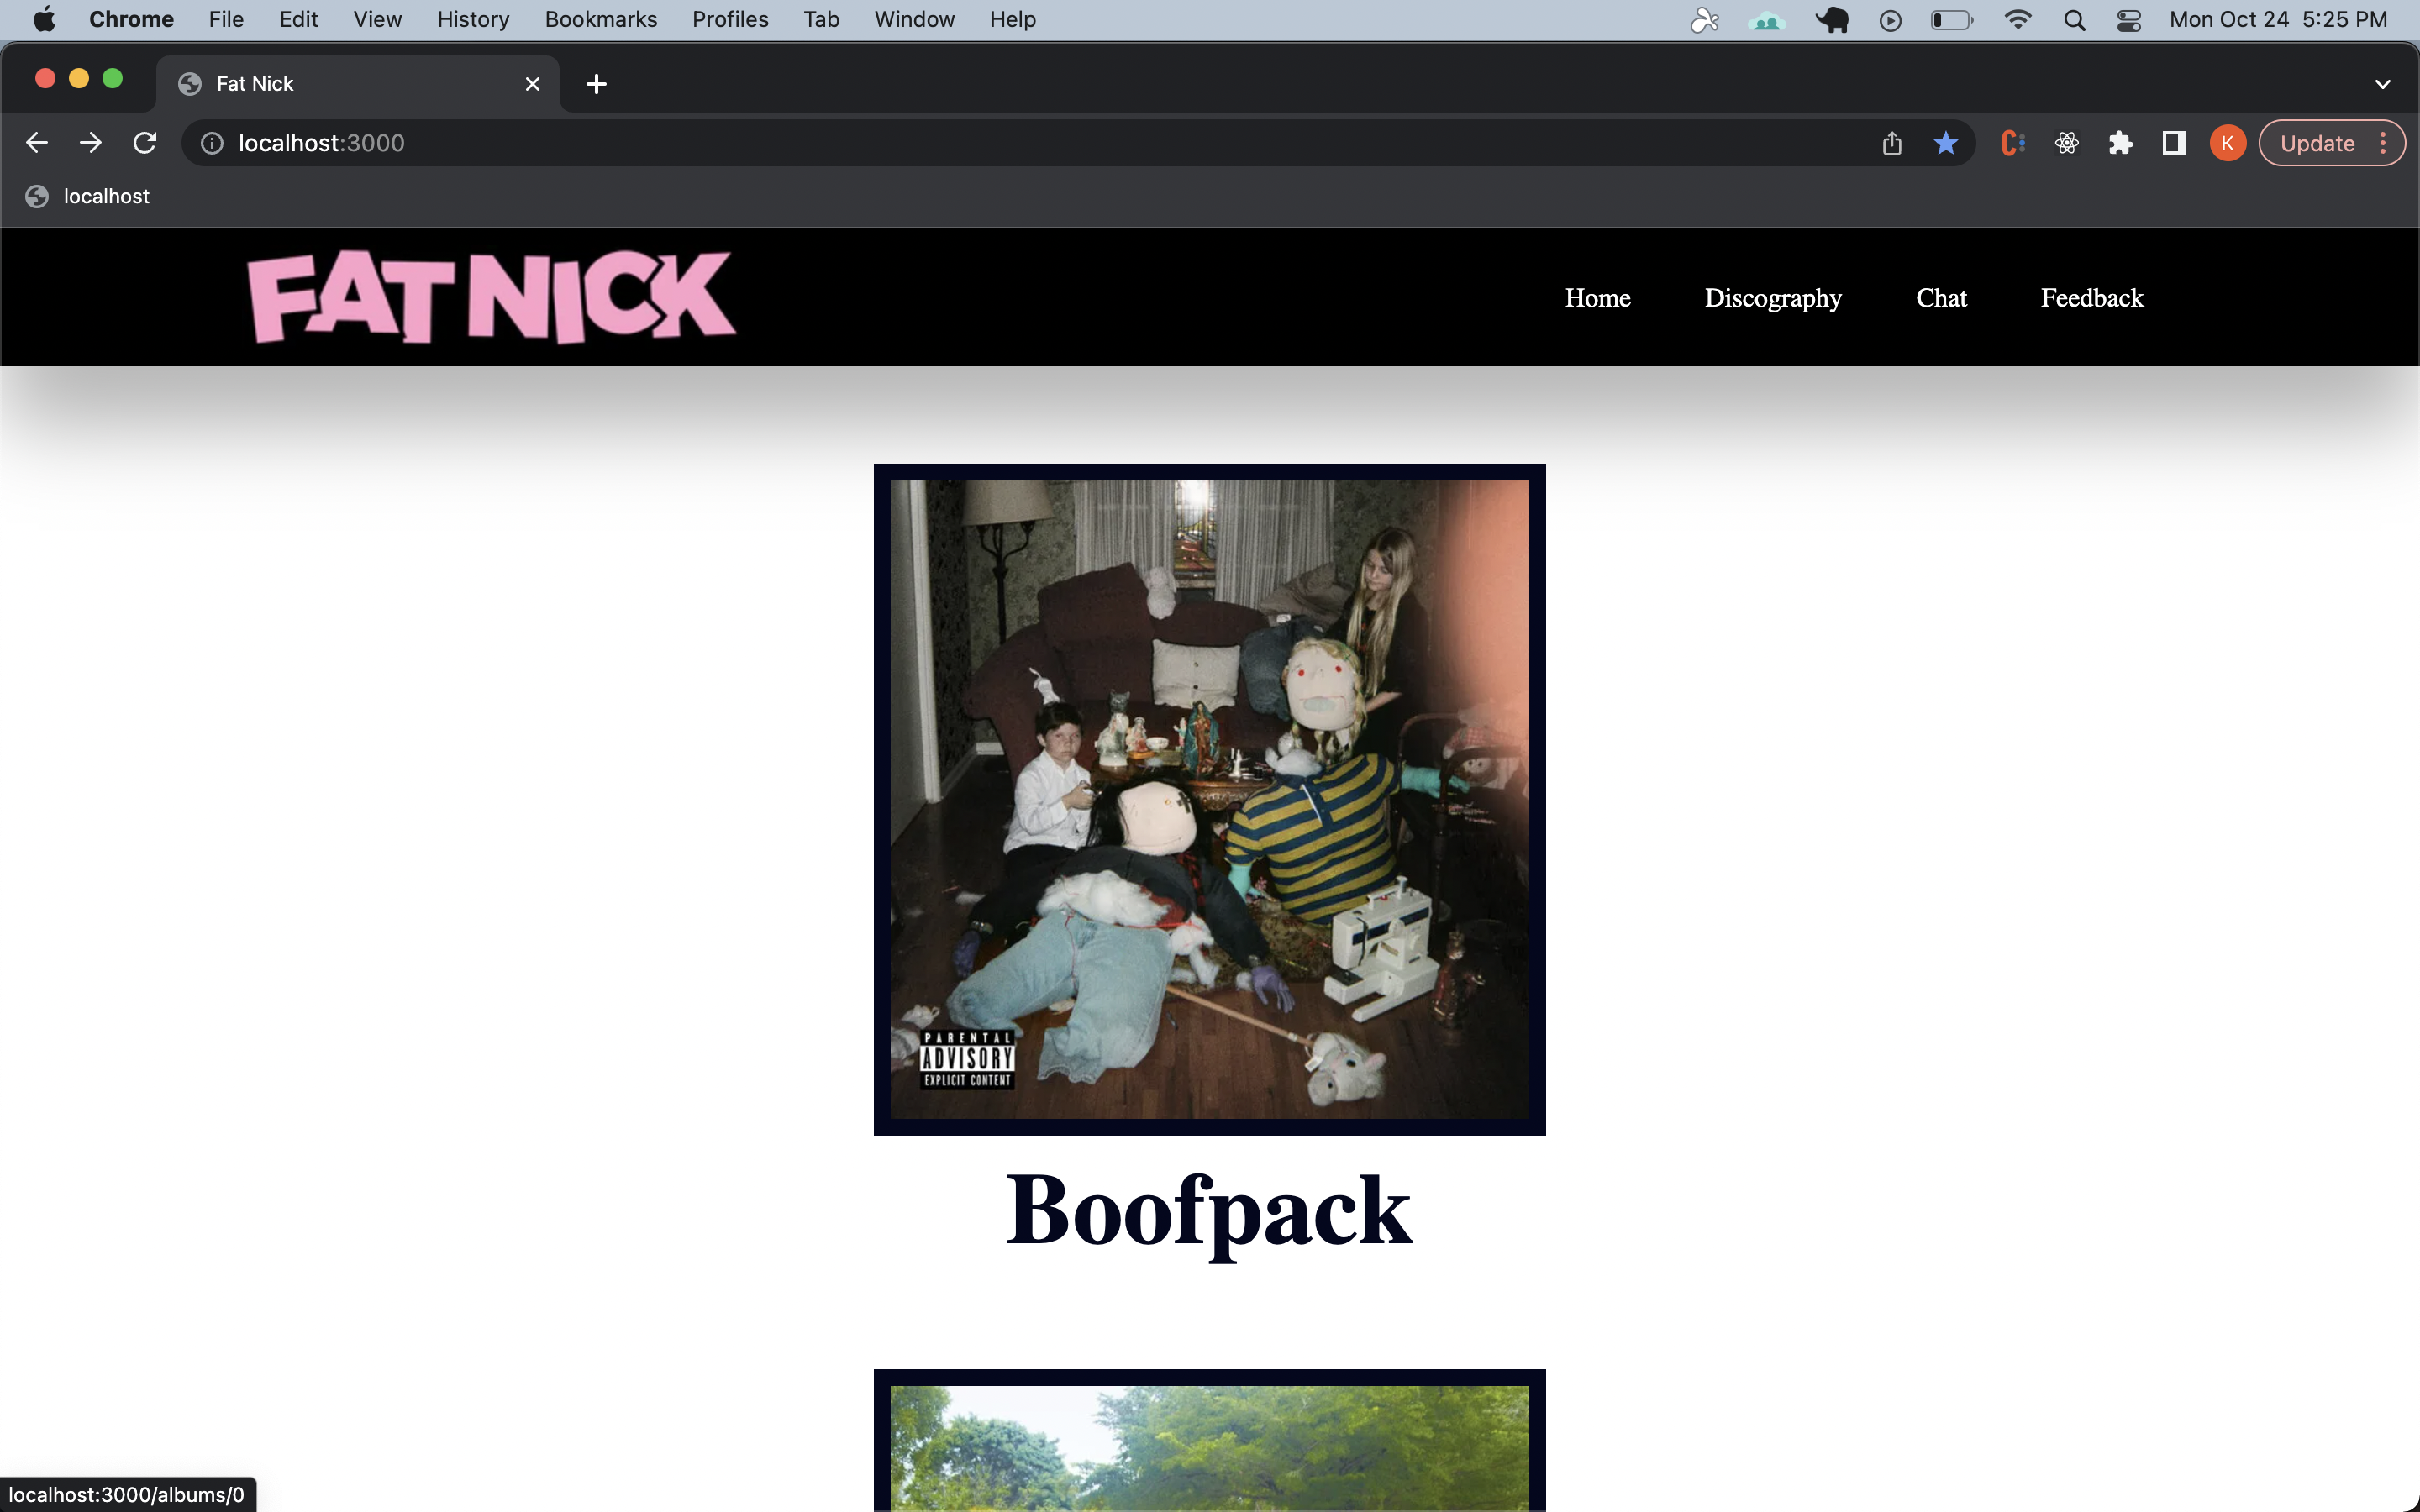 Chrome File Edit View History Bookmarks Profiles Tab Window Help Mon Oct 24 5:25 PM
Fat Nick
localhost:3000 K Update
localhost
FAT NICK Home Discography Chat Feedback
PARENTAL
ADVISORY
EXPLICIT CONTENT
Boofpack
localhost:3000/albums/0